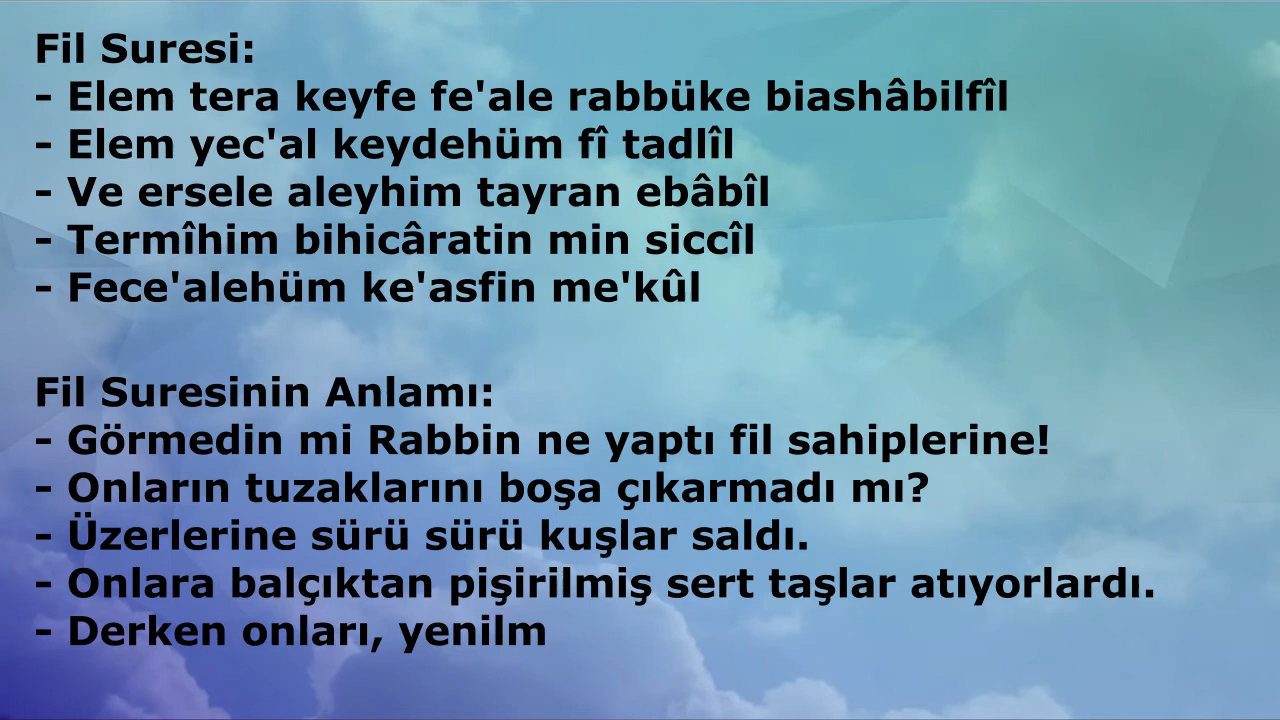 Fil Suresi:
- Elem tera keyfe fe'ale rabbüke biashâbilfîl
- Elem yec'al keydehüm fî tadlîl
- Ve ersele aleyhim tayran ebâbîl
- Termîhim bihicâratin min siccîl
- Fece'alehüm ke'asfin me'kûl
Fil Suresinin Anlamı:
- Görmedin mi Rabbin ne yaptı fil sahiplerine!
- Onların tuzaklarını boşa çıkarmadı mı?
- Üzerlerine sürü sürü kuşlar saldı.
- Onlara balçıktan pişirilmiş sert taşlar atıyorlardı.
- Derken onları, yenilm